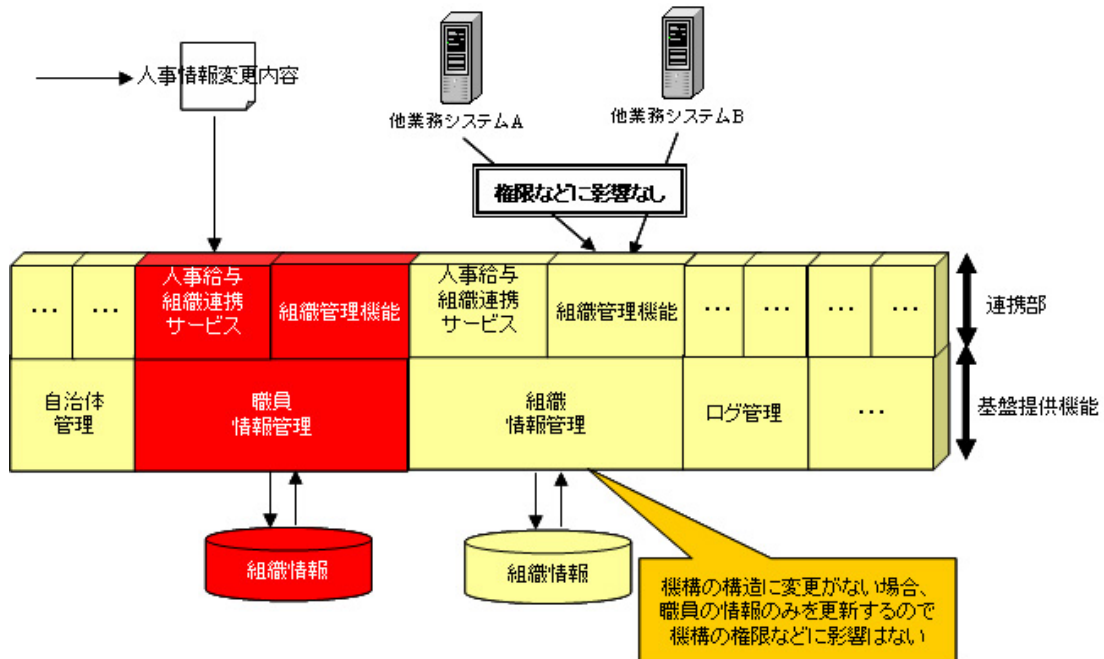 人事情報変更内容
他業務システムA
他業務システムB
権限などに影響なし
…
…
人事給与
組織連携
サービス
組織管理機能
人事給与
組織連携
サービス
組織管理機能
…
…
…
…
連携部
自治体
管理
職員
情報管理
組織
情報管理
ログ管理
…
基盤提供機能
組織情報
組織情報
機構の構造に変更がない場合、
職員の情報のみを更新するので
機構の権限などに影響はない